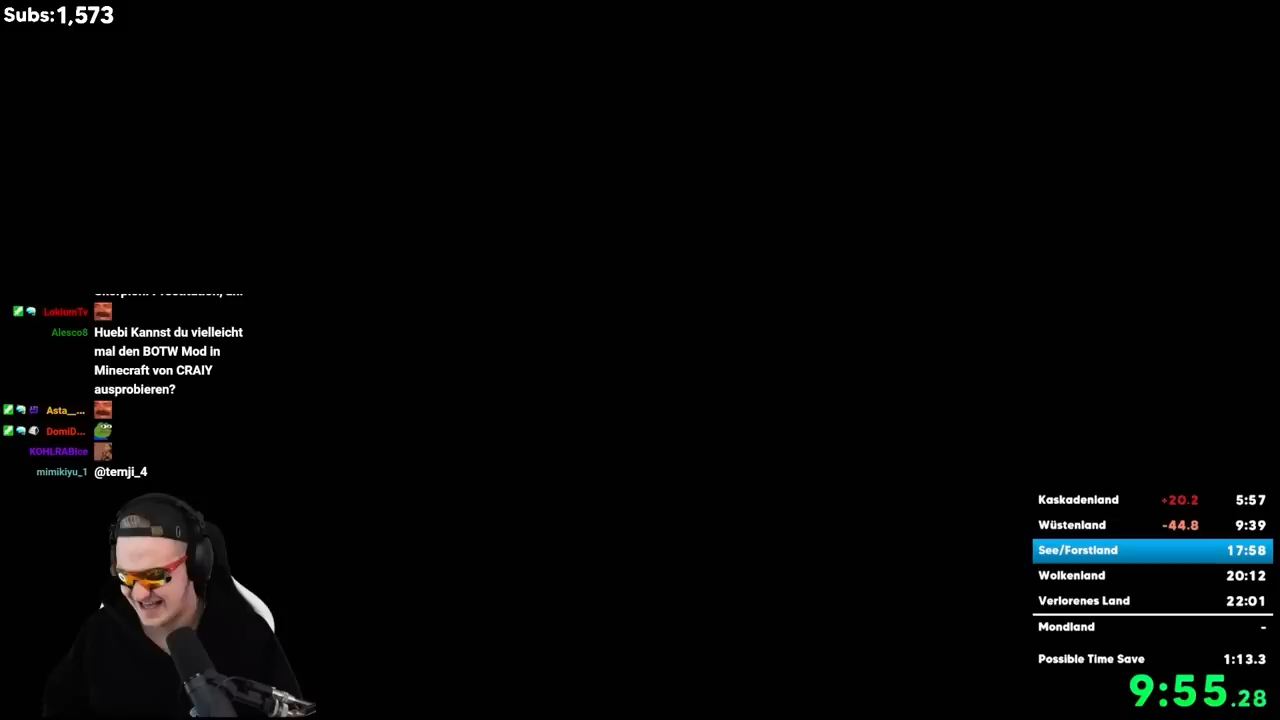 Subs:1,573
LokiumTv
Alesco8 Huebi Kannst du vielleicht
mal den BOTW Mod in
Minecraft von CRAIY
ausprobieren?
Asta__...
DomiD...
KOHLRABIce
mimikiyu_1 @temji_4
Kaskadenland +20.2 5:57
Wüstenland -44.8 9:39
See/Forstland 17:58
Wolkenland 20:12
Verlorenes Land 22:01
Mondland -
Possible Time Save 1:13.3
9:55.28